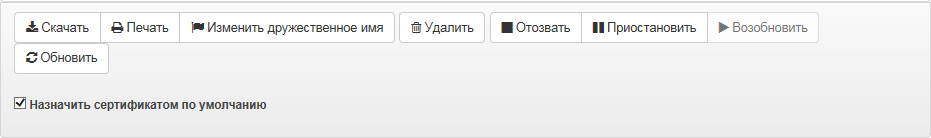 Скачать Печать Изменить дружественное имя Удалить Отозвать Приостановить Возобновить
Обновить
Назначить сертификатом по умолчанию